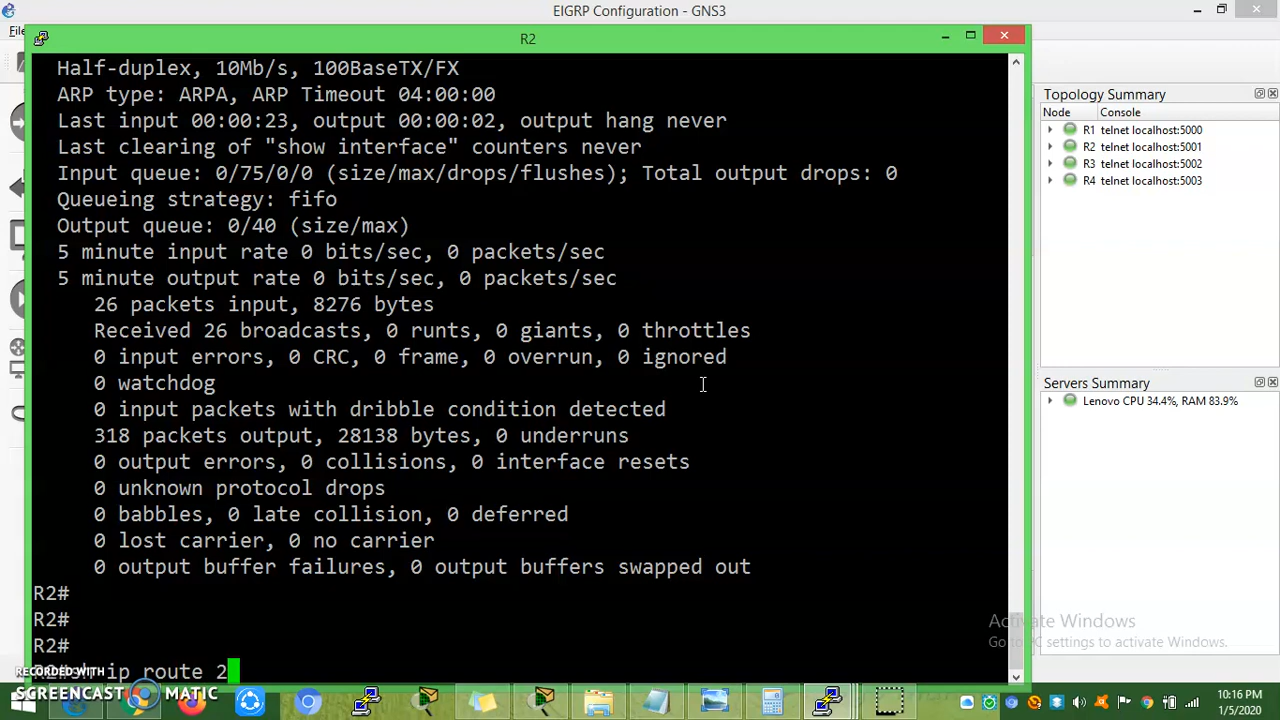 EIGRP Configuration - GNS3
R2
Half-duplex, 10Mb/s, 100BaseTX/FX
ARP type: ARPA, ARP Timeout 04:00:00
Last input 00:00:23, output 00:00:02, output hang never
Last clearing of "show interface" counters never
Input queue: 0/75/0/0 (size/max/drops/flushes); Total output drops: 0
Queueing strategy: fifo
Output queue: 0/40 (size/max)
5 minute input rate 0 bits/sec, 0 packets/sec
5 minute output rate 0 bits/sec, 0 packets/sec
26 packets input, 8276 bytes
Received 26 broadcasts, 0 runts, 0 giants, 0 throttles
0 input errors, 0 CRC, 0 frame, 0 overrun, 0 ignored
0 watchdog
0 input packets with dribble condition detected
318 packets output, 28138 bytes, 0 underruns
0 output errors, 0 collisions, 0 interface resets
0 unknown protocol drops
0 babbles, 0 late collision, 0 deferred
0 lost carrier, 0 no carrier
0 output buffer failures, 0 output buffers swapped out
R2#
R2#
R2#
ip route 2
Topology Summary
Node Console
R1 telnet localhost:5000
R2 telnet localhost:5001
R3 telnet localhost:5002
R4 telnet localhost:5003
Servers Summary
Lenovo CPU 34.4%, RAM 83.9%
Activate Windows
Go to PC settings to activate Windows.
RECORDED WITH
SCREENCAST MATIC
10:16 PM
1/5/2020